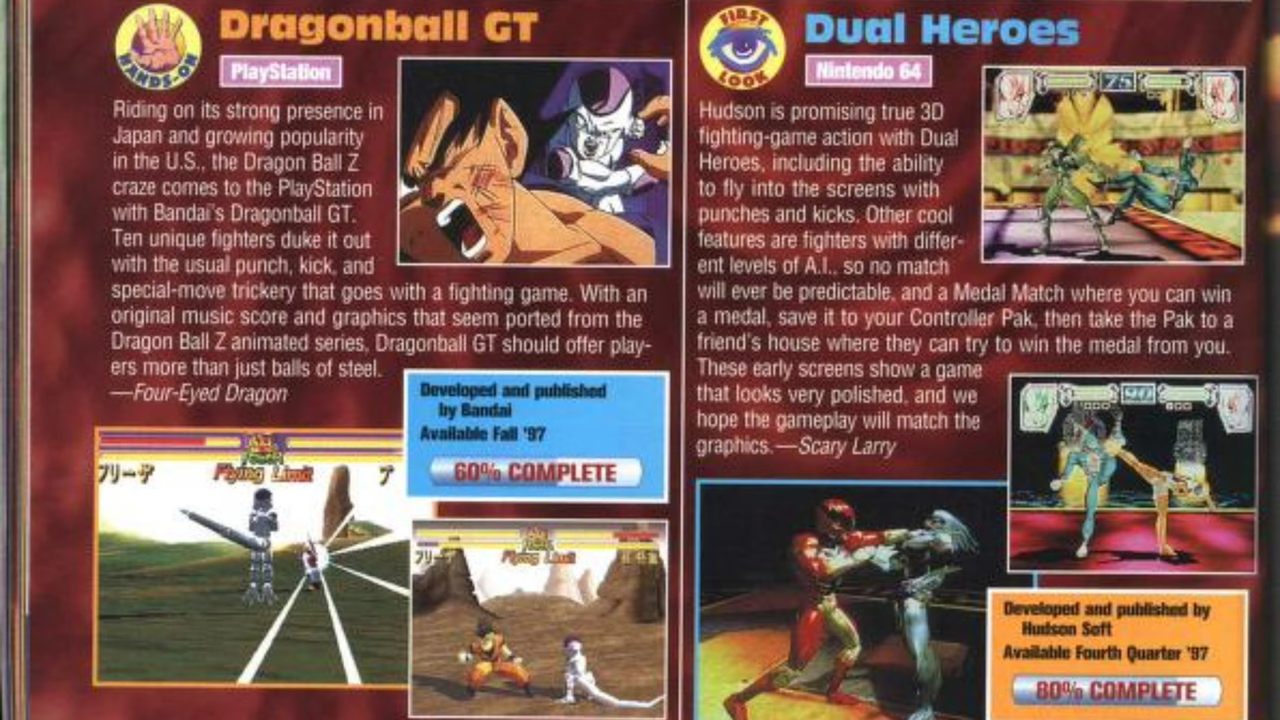 HANDS-ON
Dragonball GT
PlayStation
Riding on its strong presence in
Japan and growing popularity
in the U.S., the Dragon Ball Z
craze comes to the PlayStation
with Bandai's Dragonball GT.
Ten unique fighters duke it out
with the usual punch, kick, and
special-move trickery that goes with a fighting game. With an
original music score and graphics that seem ported from the
Dragon Ball Z animated series, Dragonball GT should offer play-
ers more than just balls of steel.
—Four-Eyed Dragon
Developed and published
by Bandai
Available Fall '97
60% COMPLETE
フリーザ
Flying Limit
フリーザ
Flying Limit
孫悟空
FIRST
LOOK
Dual Heroes
Nintendo 64
Hudson is promising true 3D
fighting-game action with Dual
Heroes, including the ability
to fly into the screens with
punches and kicks. Other cool
features are fighters with differ-
ent levels of A.I., so no match
will ever be predictable, and a Medal Match where you can win
a medal, save it to your Controller Pak, then take the Pak to a
friend's house where they can try to win the medal from you.
These early screens show a game
that looks very polished, and we
hope the gameplay will match the
graphics.—Scary Larry
75
Developed and published by
Hudson Soft
Available Fourth Quarter '97
80% COMPLETE